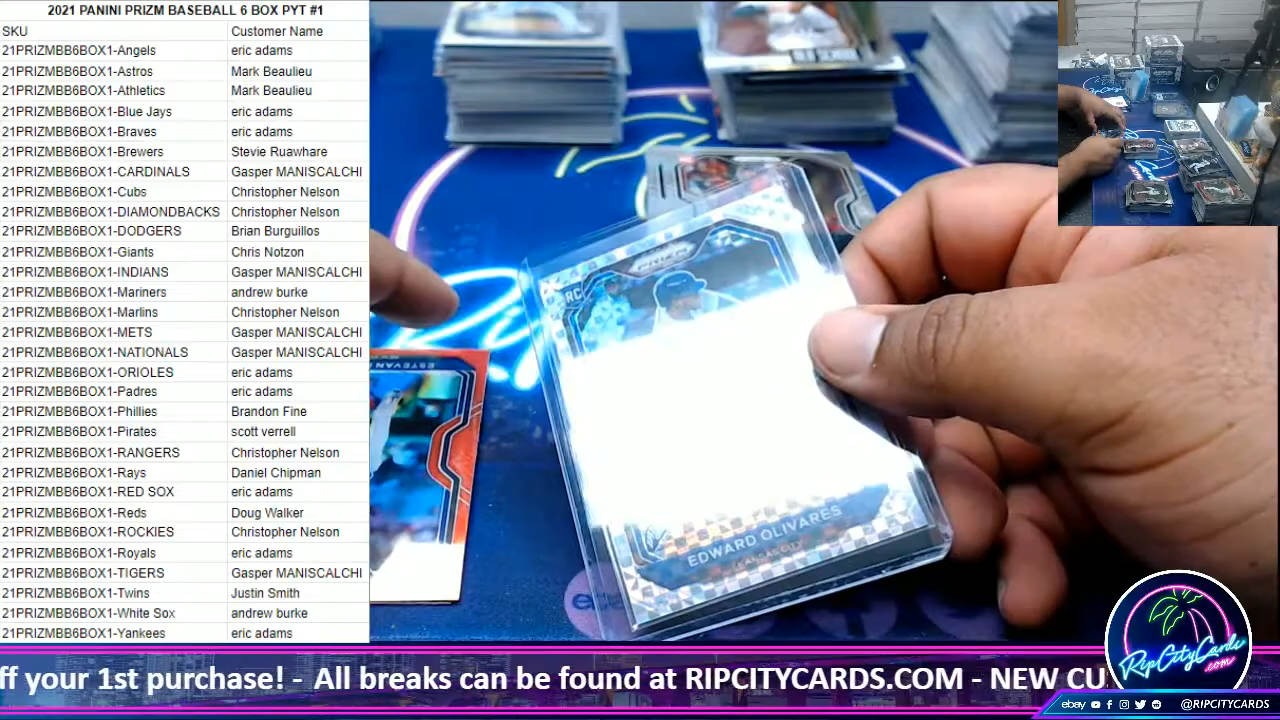 2021 PANINI PRIZM BASEBALL 6 BOX PYT #1
SKU Customer Name
21PRIZMBB6BOX1-Angels eric adams
21PRIZMBB6BOX1-Astros Mark Beaulieu
21PRIZMBB6BOX1-Athletics Mark Beaulieu
21PRIZMBB6BOX1-Blue Jays eric adams
21PRIZMBB6BOX1-Braves eric adams
21PRIZMBB6BOX1-Brewers Stevie Ruawhare
21PRIZMBB6BOX1-CARDINALS Gasper MANISCALCHI
21PRIZMBB6BOX1-Cubs Christopher Nelson
21PRIZMBB6BOX1-DIAMONDBACKS Christopher Nelson
21PRIZMBB6BOX1-DODGERS Brian Burguillos
21PRIZMBB6BOX1-Giants Chris Notzon
21PRIZMBB6BOX1-INDIANS Gasper MANISCALCHI
21PRIZMBB6BOX1-Mariners andrew burke
21PRIZMBB6BOX1-Marlins Christopher Nelson
21PRIZMBB6BOX1-METS Gasper MANISCALCHI
21PRIZMBB6BOX1-NATIONALS Gasper MANISCALCHI
21PRIZMBB6BOX1-ORIOLES eric adams
21PRIZMBB6BOX1-Padres eric adams
21PRIZMBB6BOX1-Phillies Brandon Fine
21PRIZMBB6BOX1-Pirates scott verrell
21PRIZMBB6BOX1-RANGERS Christopher Nelson
21PRIZMBB6BOX1-Rays Daniel Chipman
21PRIZMBB6BOX1-RED SOX eric adams
21PRIZMBB6BOX1-Reds Doug Walker
21PRIZMBB6BOX1-ROCKIES Christopher Nelson
21PRIZMBB6BOX1-Royals eric adams
21PRIZMBB6BOX1-TIGERS Gasper MANISCALCHI
21PRIZMBB6BOX1-Twins Justin Smith
21PRIZMBB6BOX1-White Sox andrew burke
21PRIZMBB6BOX1-Yankees eric adams
PRIZM
RC
EDWARD OLIVARES
KANSAS CITY
ESTEVAN
ff your 1st purchase! - All breaks can be found at RIPCITYCARDS.COM - NEW CU
RipCityCards
.com
ebay @RIPCITYCARDS